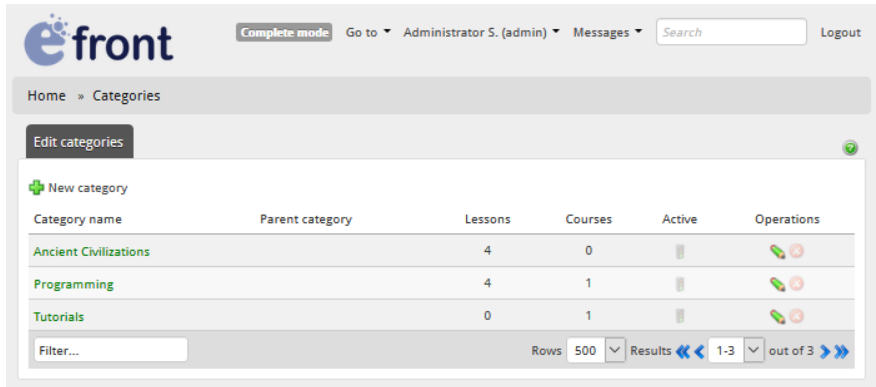 efront
Complete mode Go to Administrator S. (admin) Messages Search Logout
Home » Categories
Edit categories
New category
Category name Parent category Lessons Courses Active Operations
Ancient Civilizations 4 0
Programming 4 1
Tutorials 0 1
Filter... Rows 500 Results 1-3 out of 3